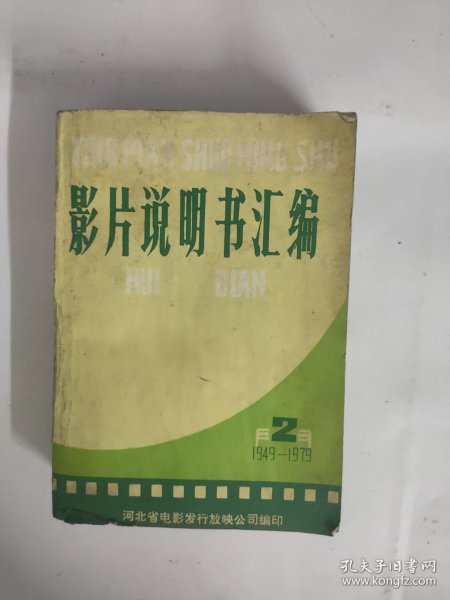 YING PIAN SHUO MING SHU
影片说明书汇编
HUI BIAN
2
1949-1979
河北省电影发行放映公司编印
孔夫子旧书网
www.kongfz.com